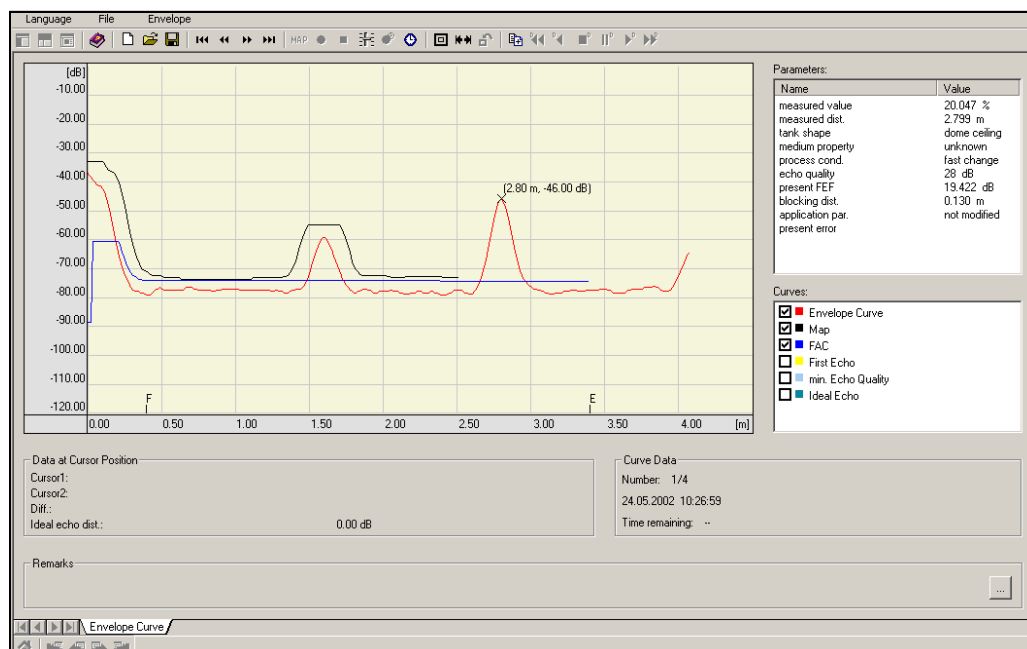 Language File Envelope
MAP
[dB]
-10.00
-20.00
-30.00
-40.00
-50.00
-60.00
-70.00
-80.00
-90.00
-100.00
-110.00
-120.00
(2.80 m, -46.00 dB)
F
E
0.00 0.50 1.00 1.50 2.00 2.50 3.00 3.50 4.00 [m]
Parameters:
Name Value
measured value 20.047 %
measured dist. 2.799 m
tank shape dome ceiling
medium property unknown
process cond. fast change
echo quality 28 dB
present FEF 19.422 dB
blocking dist. 0.130 m
application par. not modified
present error
Curves:
Envelope Curve
Map
FAC
First Echo
min. Echo Quality
Ideal Echo
Data at Cursor Position
Cursor1:
Cursor2:
Diff.:
Ideal echo dist.: 0.00 dB
Curve Data
Number: 1/4
24.05.2002 10:26:59
Time remaining: --
Remarks
...
Envelope Curve